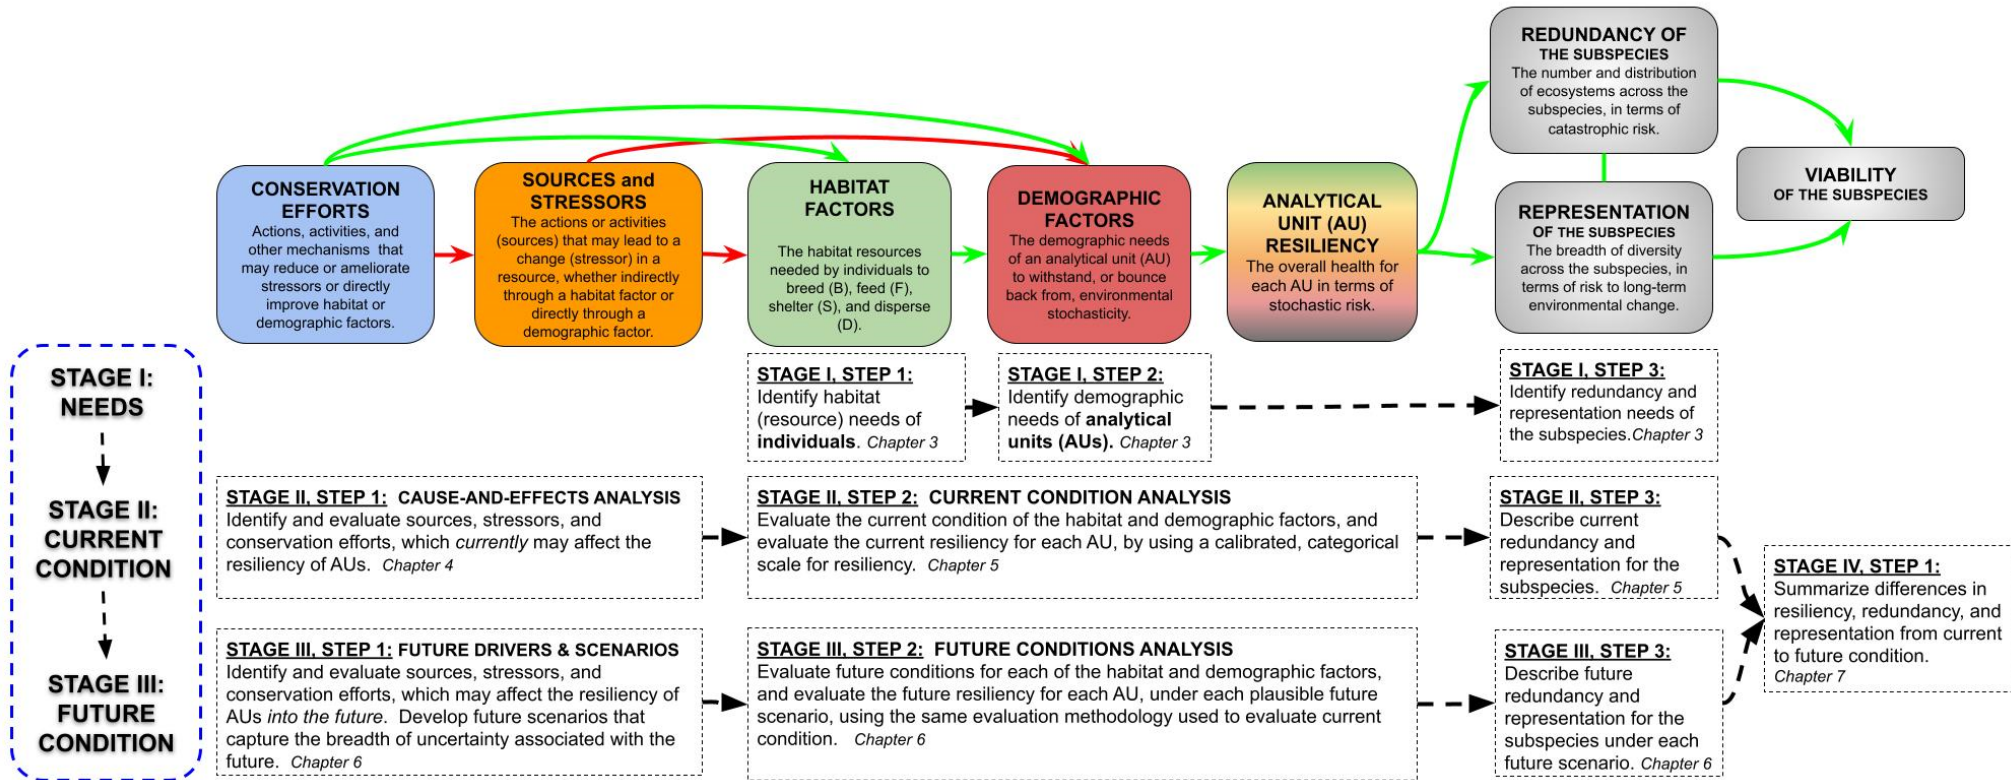 REDUNDANCY OF
THE SUBSPECIES
The number and distribution
of ecosystems across the
subspecies, in terms of
catastrophic risk.
CONSERVATION
EFFORTS
Actions, activities, and
other mechanisms that
may reduce or ameliorate
stressors or directly
improve habitat or
demographic factors.
SOURCES and
STRESSORS
The actions or activities
(sources) that may lead to a
change (stressor) in a
resource, whether indirectly
through a habitat factor or
directly through a
demographic factor.
HABITAT
FACTORS
The habitat resources
needed by individuals to
breed (B), feed (F),
shelter (S), and disperse
(D).
DEMOGRAPHIC
FACTORS
The demographic needs
of an analytical unit (AU)
to withstand, or bounce
back from, environmental
stochasticity.
ANALYTICAL
UNIT (AU)
RESILIENCY
The overall health for
each AU in terms of
stochastic risk.
REPRESENTATION
OF THE SUBSPECIES
The breadth of diversity
across the subspecies, in
terms of risk to long-term
environmental change.
VIABILITY
OF THE SUBSPECIES
STAGE I:
NEEDS
STAGE II:
CURRENT
CONDITION
STAGE III:
FUTURE
CONDITION
STAGE I, STEP 1:
Identify habitat
(resource) needs of
individuals. Chapter 3
STAGE I, STEP 2:
Identify demographic
needs of analytical
units (AUs). Chapter 3
STAGE I, STEP 3:
Identify redundancy and
representation needs of
the subspecies.Chapter 3
STAGE II, STEP 1: CAUSE-AND-EFFECTS ANALYSIS
Identify and evaluate sources, stressors, and
conservation efforts, which currently may affect the
resiliency of AUs. Chapter 4
STAGE II, STEP 2: CURRENT CONDITION ANALYSIS
Evaluate the current condition of the habitat and demographic factors, and
evaluate the current resiliency for each AU, by using a calibrated, categorical
scale for resiliency. Chapter 5
STAGE II, STEP 3:
Describe current
redundancy and
representation for the
subspecies. Chapter 5
STAGE III, STEP 1: FUTURE DRIVERS & SCENARIOS
Identify and evaluate sources, stressors, and
conservation efforts, which may affect the resiliency of
AUs into the future. Develop future scenarios that
capture the breadth of uncertainty associated with the
future. Chapter 6
STAGE III, STEP 2: FUTURE CONDITIONS ANALYSIS
Evaluate future conditions for each of the habitat and demographic factors,
and evaluate the future resiliency for each AU, under each plausible future
scenario, using the same evaluation methodology used to evaluate current
condition. Chapter 6
STAGE III, STEP 3:
Describe future
redundancy and
representation for the
subspecies under each
future scenario. Chapter 6
STAGE IV, STEP 1:
Summarize differences in
resiliency, redundancy, and
representation from current
to future condition.
Chapter 7